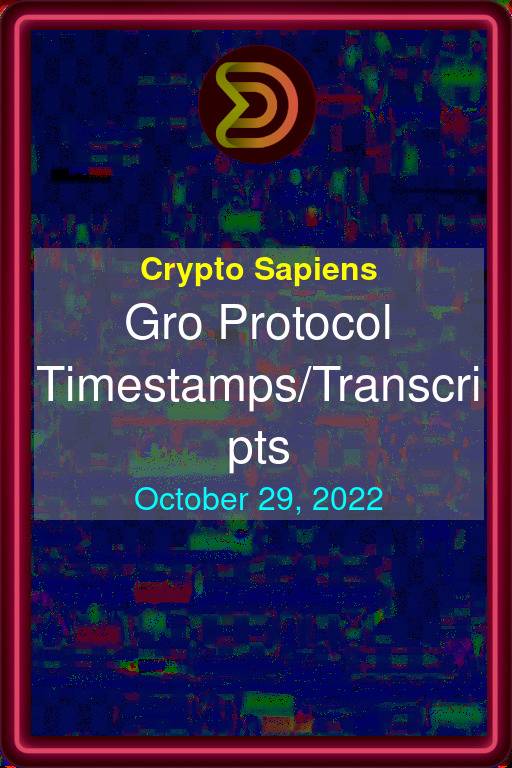 Crypto Sapiens
Gro Protocol
Timestamps/Transcri
pts
October 29, 2022